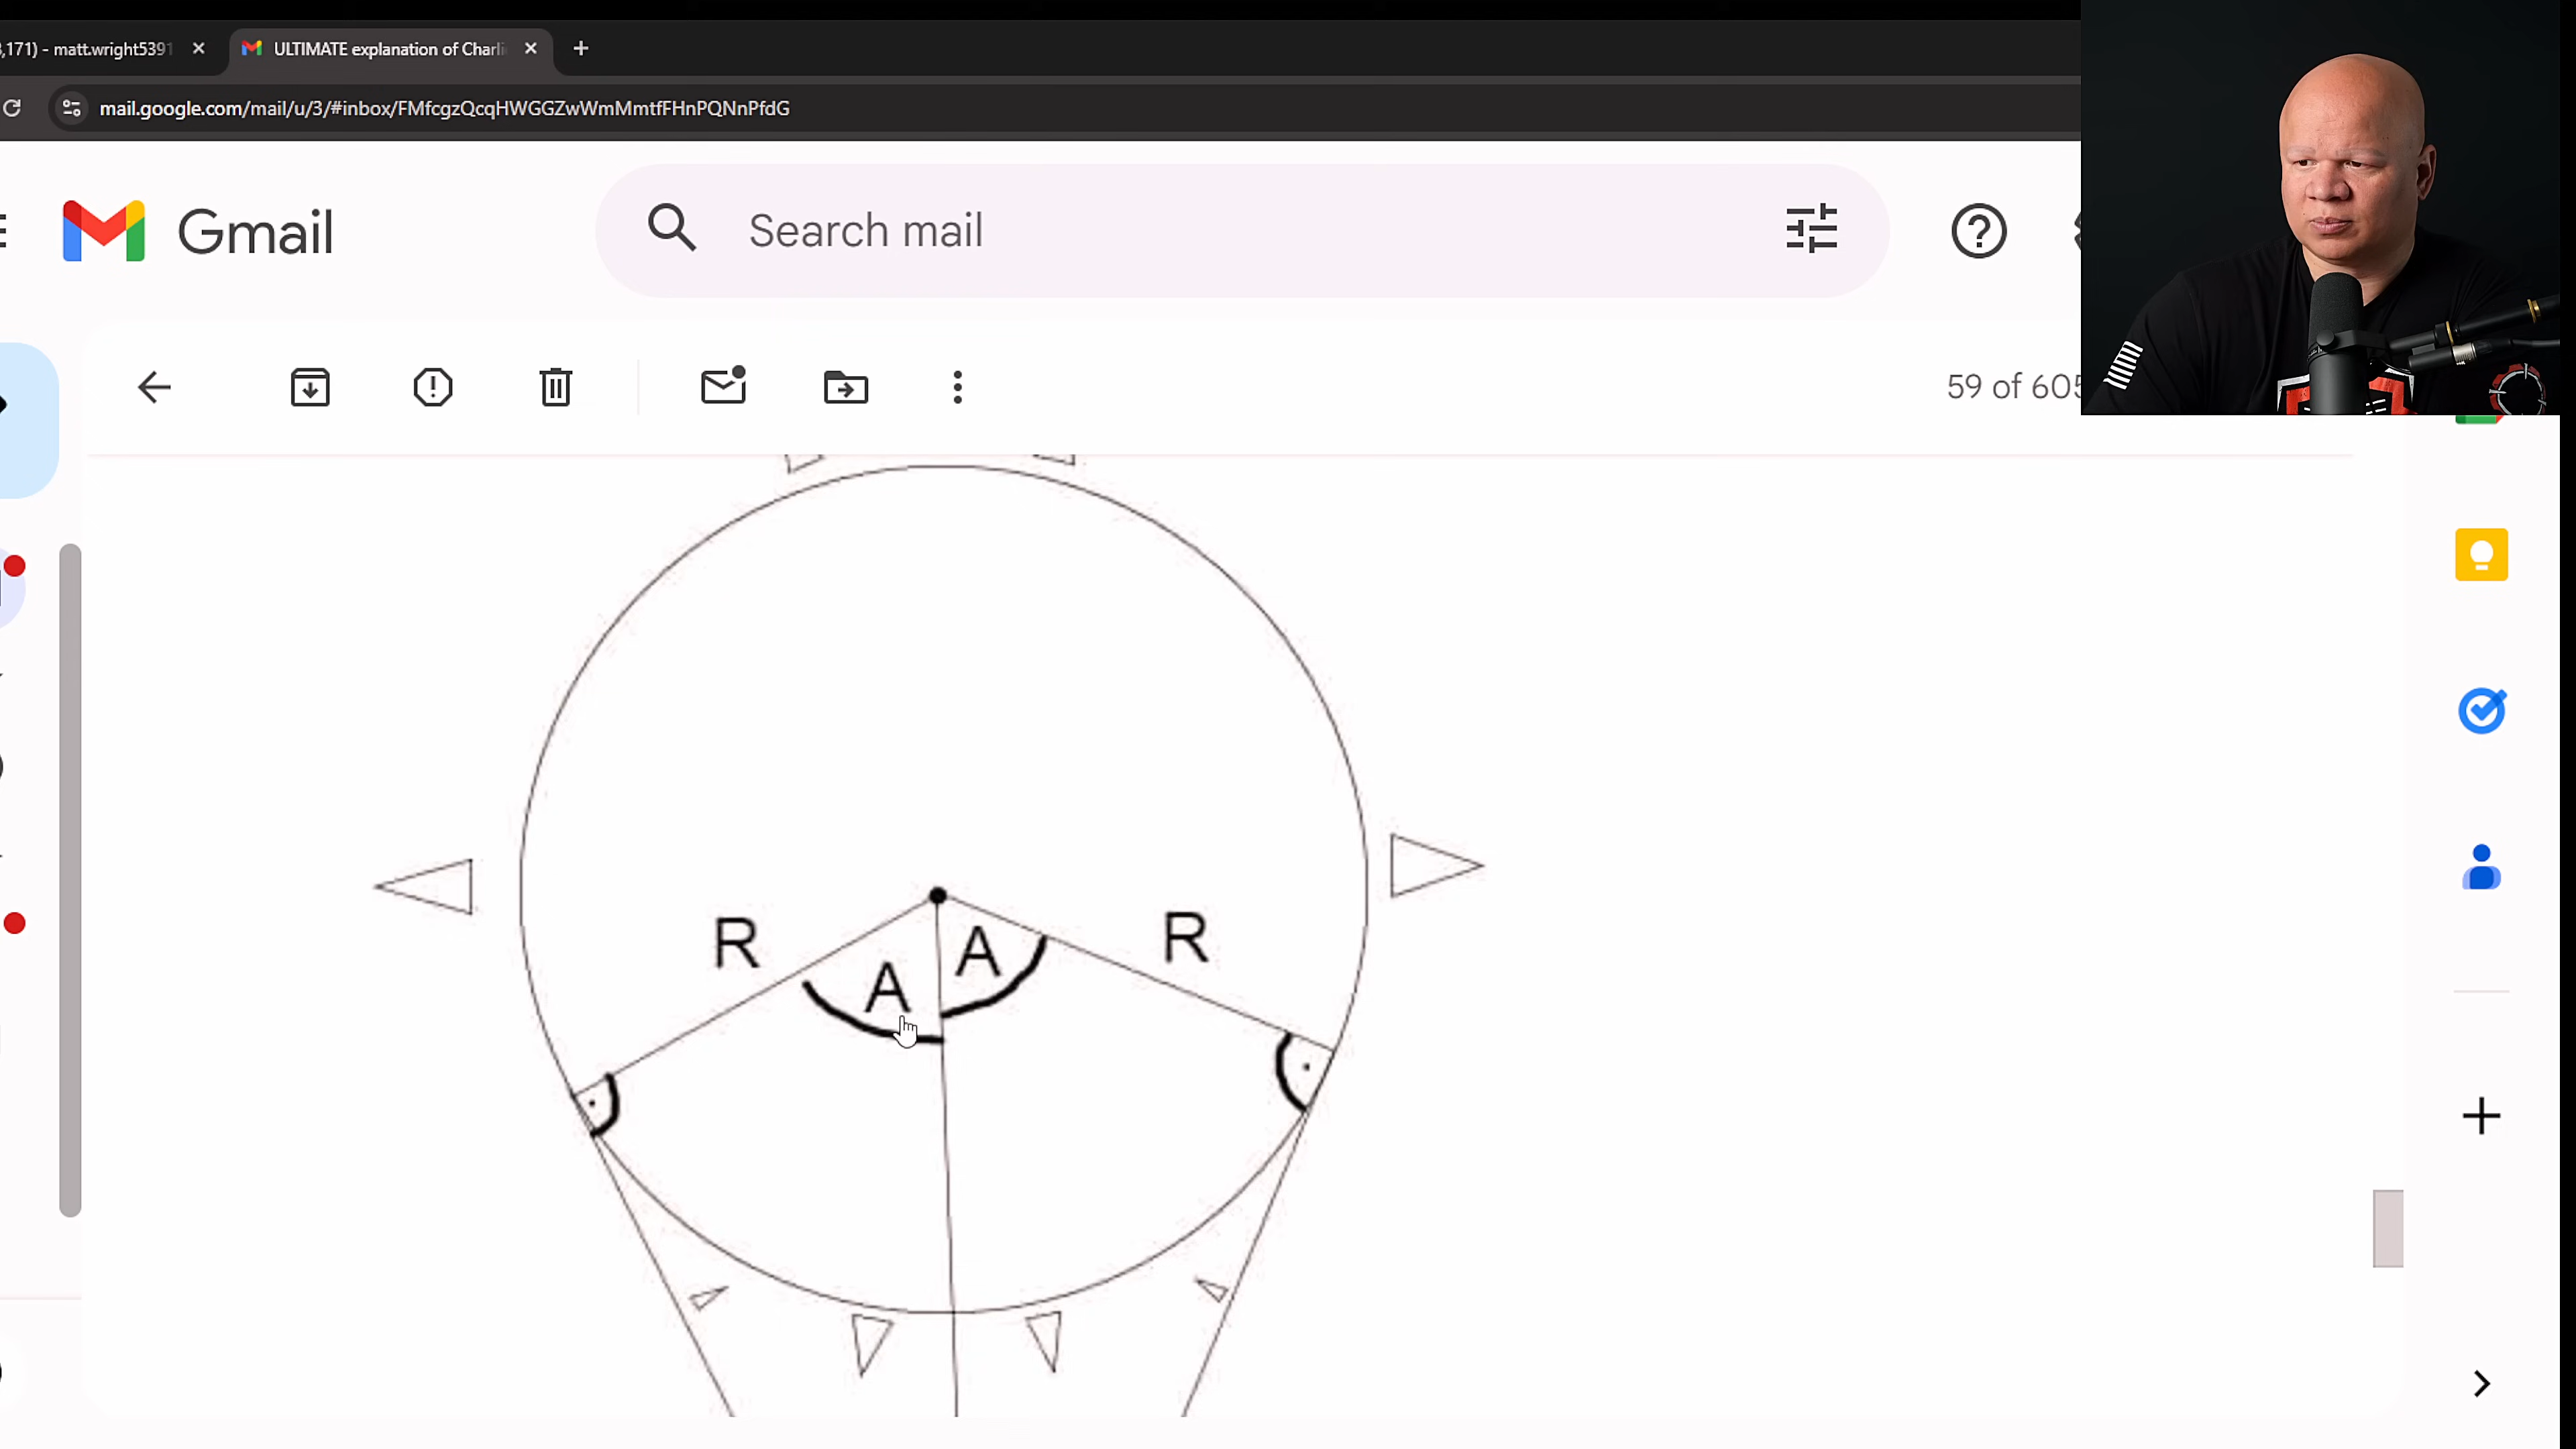 ,171) - matt.wright5391
ULTIMATE explanation of Charli
mail.google.com/mail/u/3/#inbox/FMfcgzQcqHWGGZwWmMmtfFHnPQNnPfdG
Gmail
Search mail
59 of 605
R
A
A
R